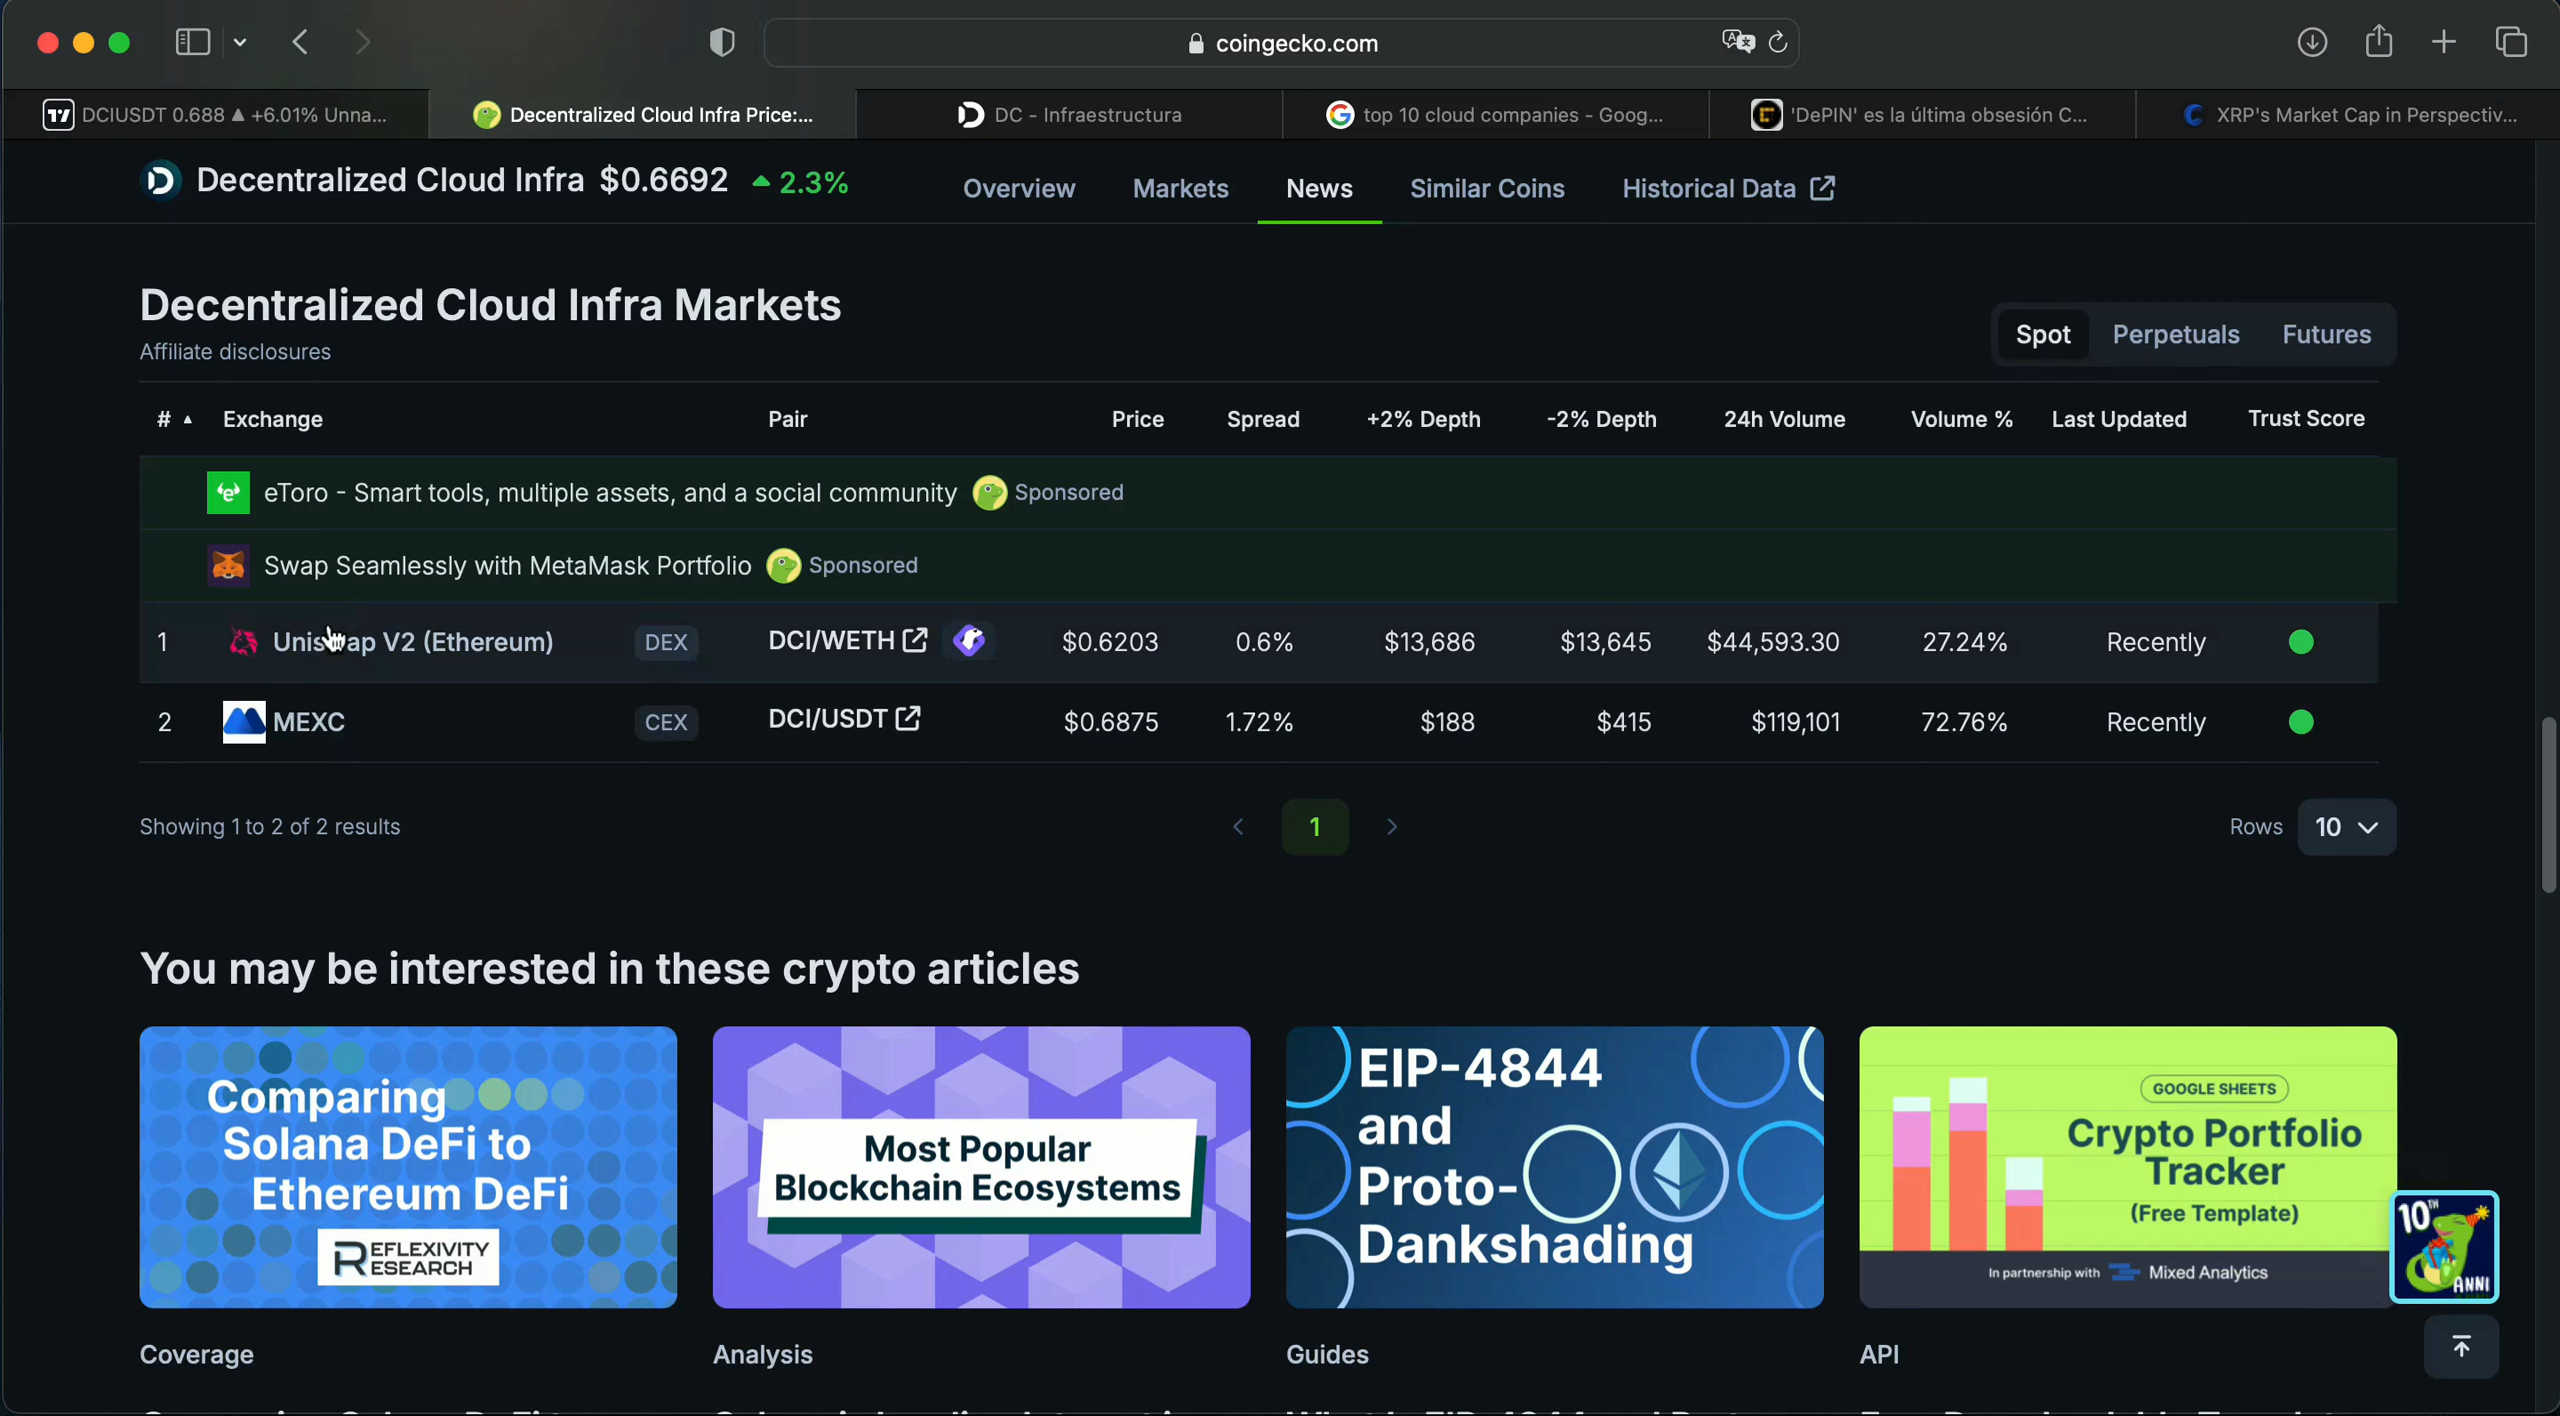 coingecko.com
DCIUSDT 0.688 ▲ +6.01% Unna...
Decentralized Cloud Infra Price:...
DC - Infraestructura
top 10 cloud companies - Goog...
'DePIN' es la última obsesión C...
XRP's Market Cap in Perspectiv...
Decentralized Cloud Infra $0.6692 ▲ 2.3%
Overview Markets News Similar Coins Historical Data
Decentralized Cloud Infra Markets
Affiliate disclosures
Spot Perpetuals Futures
# ▲ Exchange Pair Price Spread +2% Depth -2% Depth 24h Volume Volume % Last Updated Trust Score
eToro - Smart tools, multiple assets, and a social community Sponsored
Swap Seamlessly with MetaMask Portfolio Sponsored
1 Uniswap V2 (Ethereum) DEX DCI/WETH $0.6203 0.6% $13,686 $13,645 $44,593.30 27.24% Recently
2 MEXC CEX DCI/USDT $0.6875 1.72% $188 $415 $119,101 72.76% Recently
Showing 1 to 2 of 2 results
1
Rows 10
You may be interested in these crypto articles
Comparing
Solana DeFi to
Ethereum DeFi
REFLEXIVITY
RESEARCH
Most Popular
Blockchain Ecosystems
EIP-4844
and
Proto-
Dankshading
GOOGLE SHEETS
Crypto Portfolio
Tracker
(Free Template)
In partnership with Mixed Analytics
10TH
ANNI
Coverage
Analysis
Guides
API